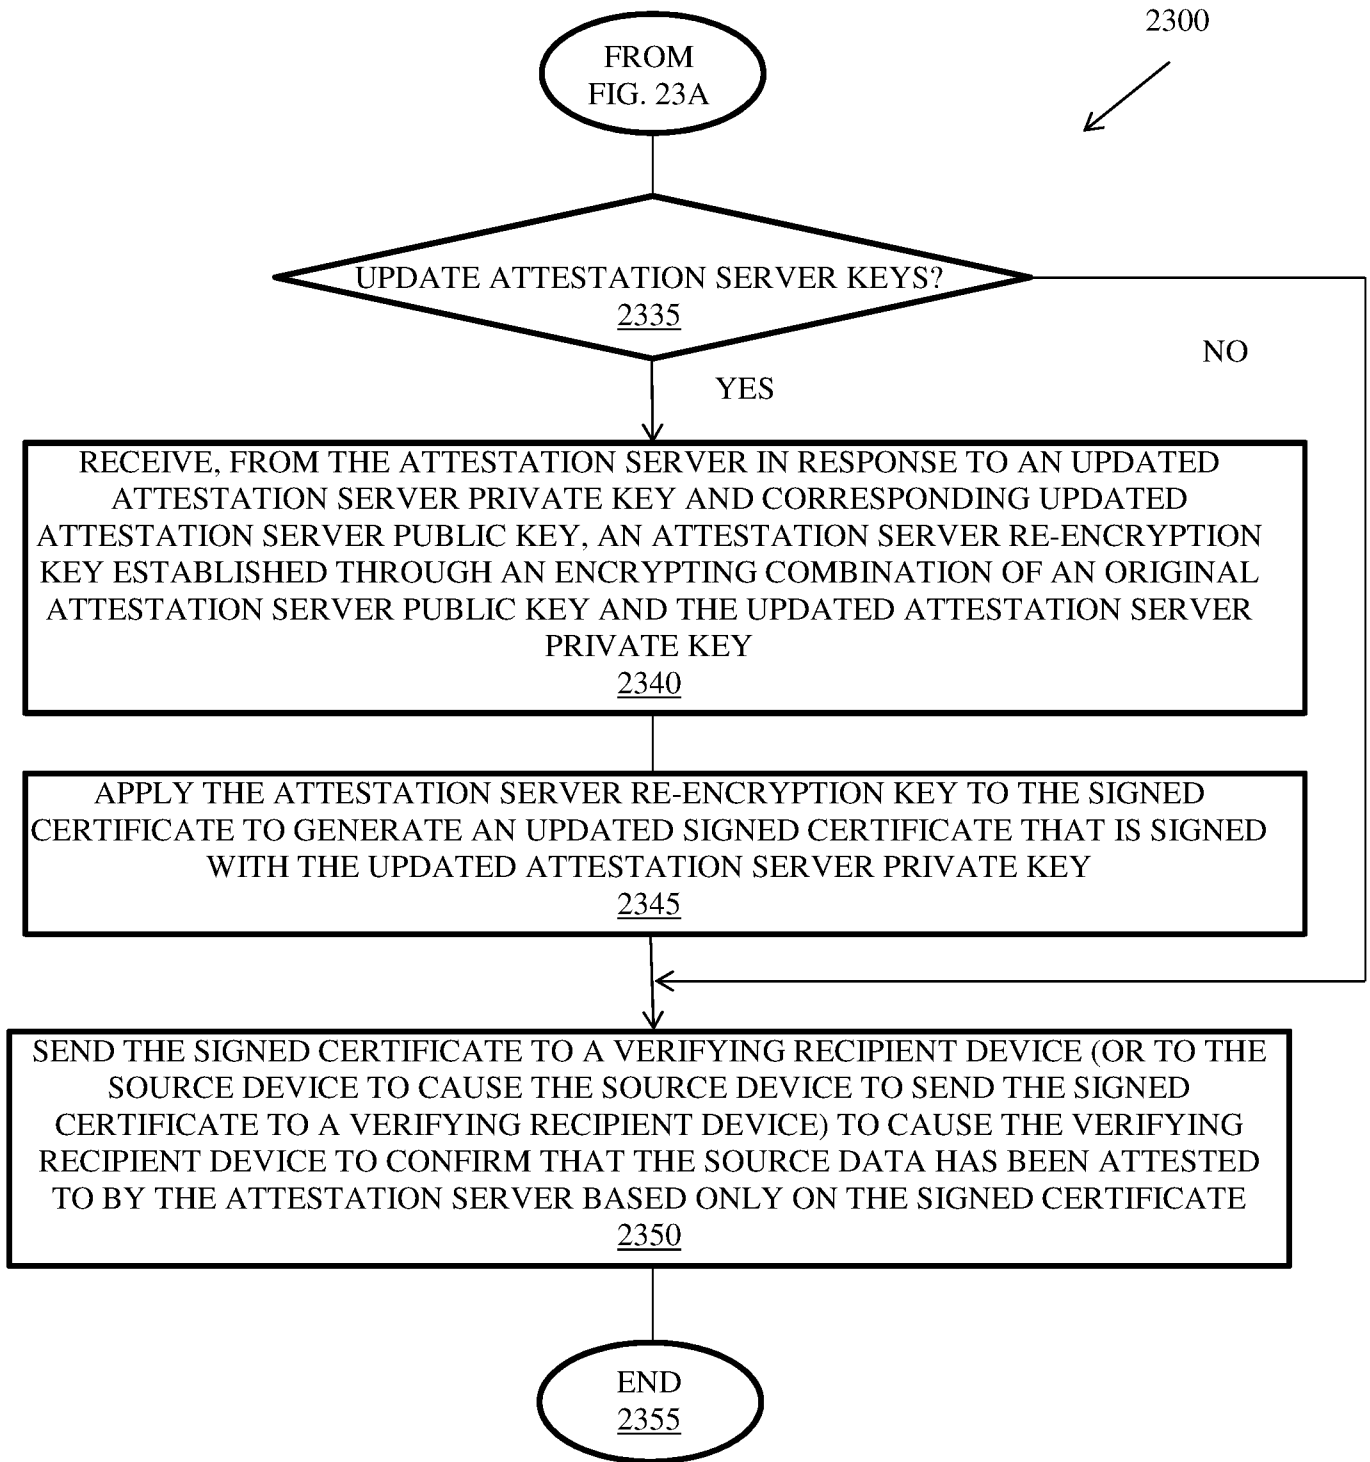 2300
FROM
FIG. 23A
UPDATE ATTESTATION SERVER KEYS?
2335
NO
YES
RECEIVE, FROM THE ATTESTATION SERVER IN RESPONSE TO AN UPDATED
ATTESTATION SERVER PRIVATE KEY AND CORRESPONDING UPDATED
ATTESTATION SERVER PUBLIC KEY, AN ATTESTATION SERVER RE-ENCRYPTION
KEY ESTABLISHED THROUGH AN ENCRYPTING COMBINATION OF AN ORIGINAL
ATTESTATION SERVER PUBLIC KEY AND THE UPDATED ATTESTATION SERVER
PRIVATE KEY
2340
APPLY THE ATTESTATION SERVER RE-ENCRYPTION KEY TO THE SIGNED
CERTIFICATE TO GENERATE AN UPDATED SIGNED CERTIFICATE THAT IS SIGNED
WITH THE UPDATED ATTESTATION SERVER PRIVATE KEY
2345
SEND THE SIGNED CERTIFICATE TO A VERIFYING RECIPIENT DEVICE (OR TO THE
SOURCE DEVICE TO CAUSE THE SOURCE DEVICE TO SEND THE SIGNED
CERTIFICATE TO A VERIFYING RECIPIENT DEVICE) TO CAUSE THE VERIFYING
RECIPIENT DEVICE TO CONFIRM THAT THE SOURCE DATA HAS BEEN ATTESTED
TO BY THE ATTESTATION SERVER BASED ONLY ON THE SIGNED CERTIFICATE
2350
END
2355